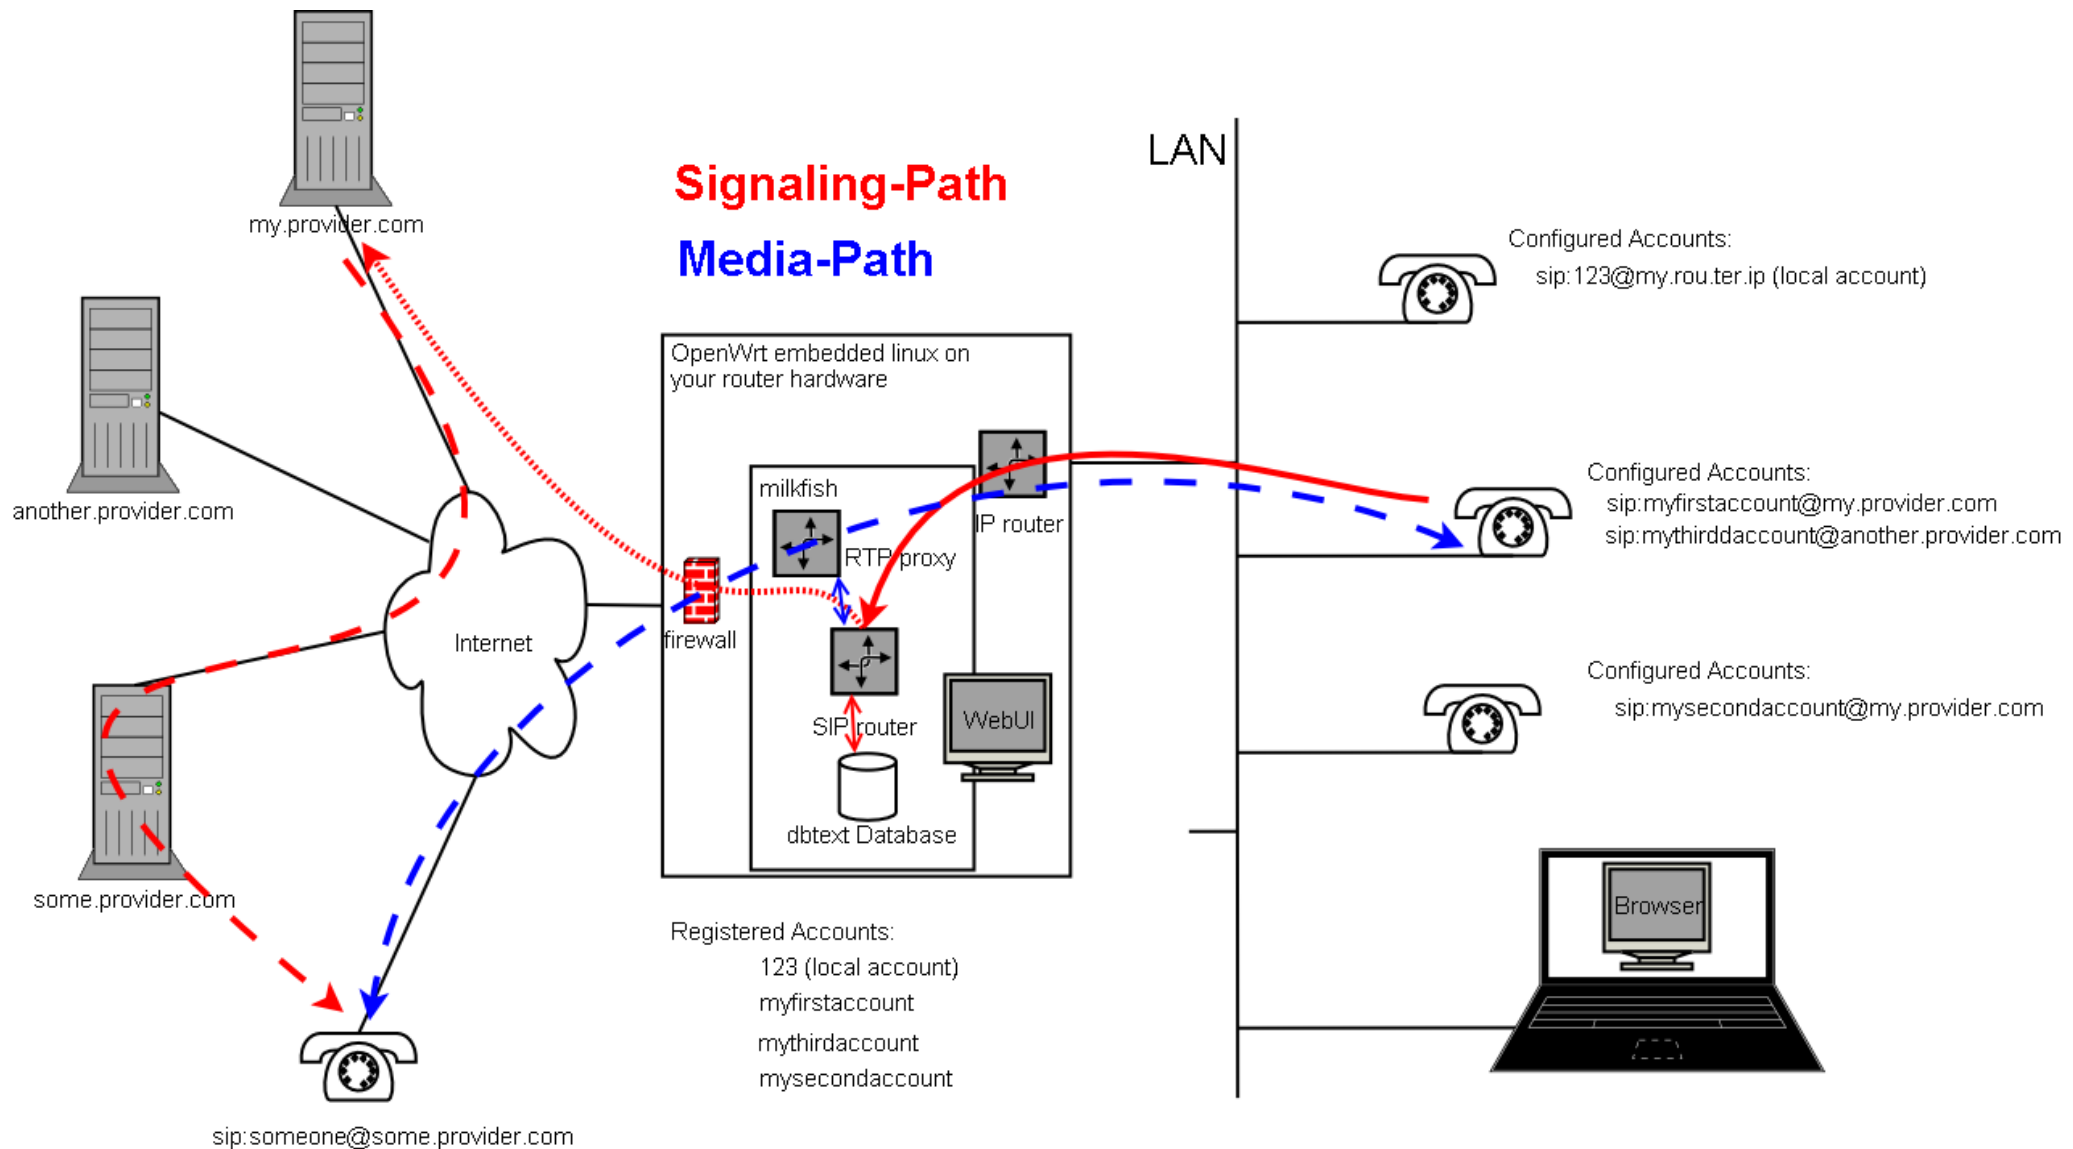 my.provider.com
another.provider.com
some.provider.com
sip:someone@some.provider.com
Internet
Signaling-Path
Media-Path
OpenWrt embedded linux on
your router hardware
milkfish
RTP proxy
IP router
firewall
SIP router
WebUI
dbtext Database
Registered Accounts:
123 (local account)
myfirstaccount
mythirdaccount
mysecondaccount
LAN
Configured Accounts:
sip:123@my.rou.ter.ip (local account)
Configured Accounts:
sip:myfirstaccount@my.provider.com
sip:mythirddaccount@another.provider.com
Configured Accounts:
sip:mysecondaccount@my.provider.com
Browser